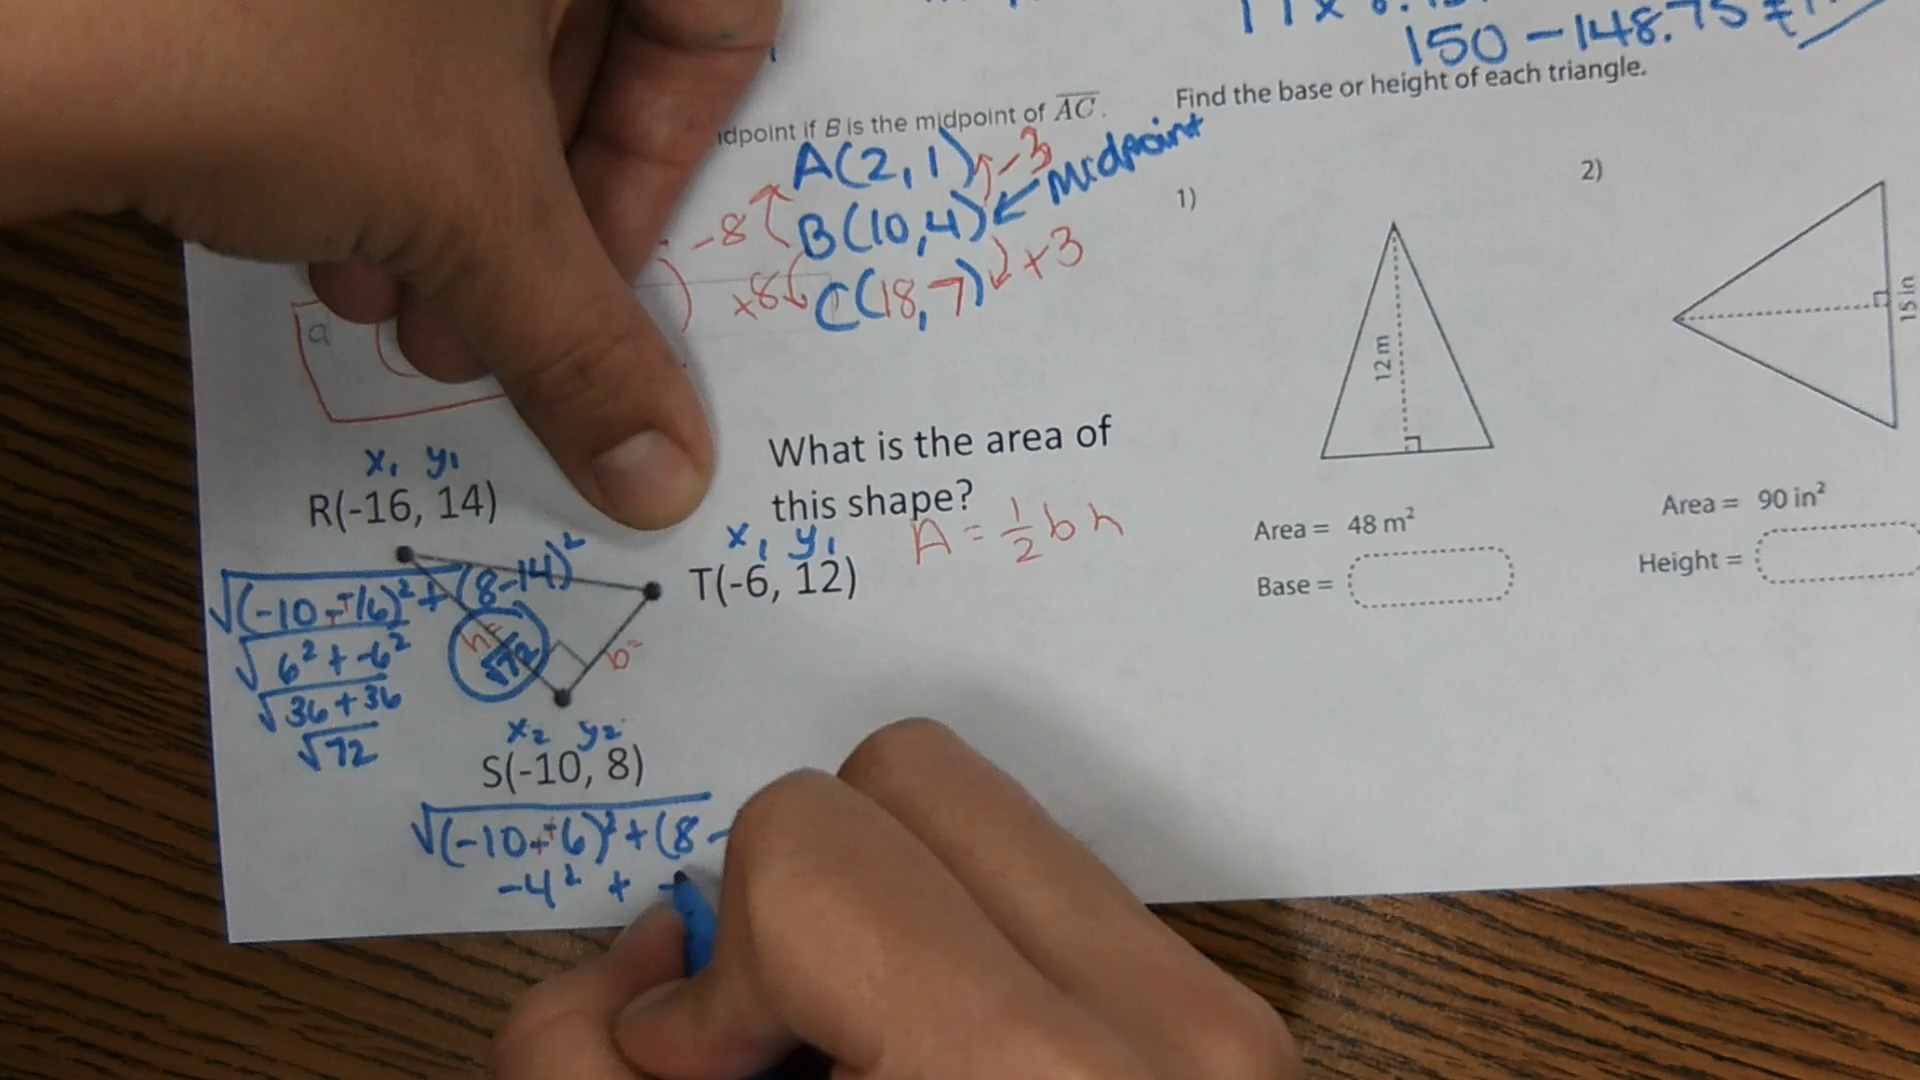 150 - 148.75
Find the base or height of each triangle.
if B is the midpoint of AC.
A(2, 1) -3
Midpoint
-8 B(10, 4)
+8 C(18, 7) +3
a
1)
2)
12 m
15 in
What is the area of
this shape?
A = 1/2 b h
x₁ y₁
R(-16, 14)
x₁ y₁
T(-6, 12)
√(-10 - -16)² + (8-14)²
√6² + -6²
√36 + 36
√72
h =
√72
b =
x₂ y₂
S(-10, 8)
√(-10 + +6)² + (8 -
-4² +
Area = 48 m²
Base =
Area = 90 in²
Height =